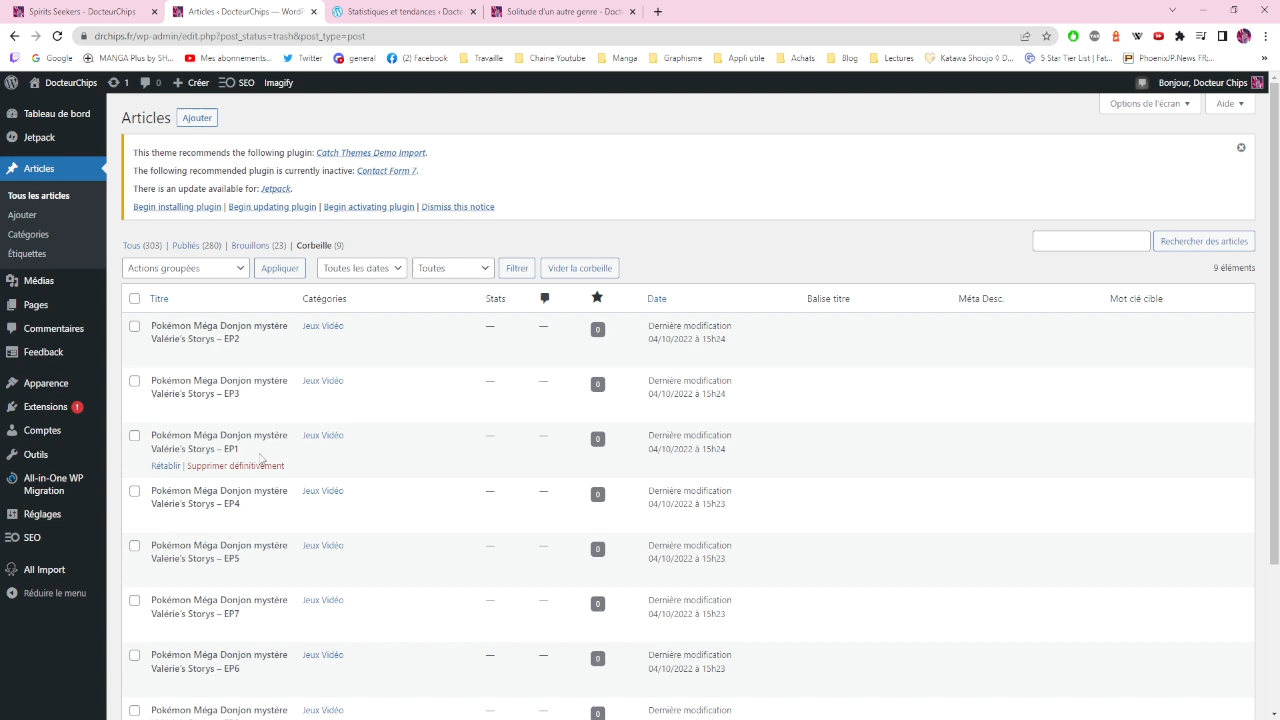 Spirits Seekers - DocteurChips
Articles ‹ DocteurChips — WordP
Statistiques et tendances ‹ Docte
Solitude d'un autre genre - Docte
drchips.fr/wp-admin/edit.php?post_status=trash&post_type=post
Google
MANGA Plus by SH...
Mes abonnements...
Twitter
général
(2) Facebook
Travaille
Chaine Youtube
Manga
Graphisme
Appli utile
Achats
Blog
Lectures
Katawa Shoujo ◊ D...
5 Star Tier List | Fat...
PhoenixJP.News FR,...
»
DocteurChips
1
0
Créer
SEO
Imagify
Bonjour, Docteur Chips
Tableau de bord
Jetpack
Articles
Tous les articles
Ajouter
Catégories
Étiquettes
Médias
Pages
Commentaires
Feedback
Apparence
Extensions 1
Comptes
Outils
All-in-One WP
Migration
Réglages
SEO
All Import
Réduire le menu
Options de l'écran ▼
Aide ▼
Articles
Ajouter
This theme recommends the following plugin: Catch Themes Demo Import.
The following recommended plugin is currently inactive: Contact Form 7.
There is an update available for: Jetpack.
Begin installing plugin | Begin updating plugin | Begin activating plugin | Dismiss this notice
Tous (303) | Publiés (280) | Brouillons (23) | Corbeille (9)
Rechercher des articles
Actions groupées
Appliquer
Toutes les dates
Toutes
Filtrer
Vider la corbeille
9 éléments
Titre
Catégories
Stats
Date
Balise titre
Méta Desc.
Mot clé cible
Pokémon Méga Donjon mystère
Valérie's Storys – EP2
Jeux Vidéo
—
—
0
Dernière modification
04/10/2022 à 15h24
Pokémon Méga Donjon mystère
Valérie's Storys – EP3
Jeux Vidéo
—
—
0
Dernière modification
04/10/2022 à 15h24
Pokémon Méga Donjon mystère
Valérie's Storys – EP1
Rétablir | Supprimer définitivement
Jeux Vidéo
—
—
0
Dernière modification
04/10/2022 à 15h24
Pokémon Méga Donjon mystère
Valérie's Storys – EP4
Jeux Vidéo
—
—
0
Dernière modification
04/10/2022 à 15h23
Pokémon Méga Donjon mystère
Valérie's Storys – EP5
Jeux Vidéo
—
—
0
Dernière modification
04/10/2022 à 15h23
Pokémon Méga Donjon mystère
Valérie's Storys – EP7
Jeux Vidéo
—
—
0
Dernière modification
04/10/2022 à 15h23
Pokémon Méga Donjon mystère
Valérie's Storys – EP6
Jeux Vidéo
—
—
0
Dernière modification
04/10/2022 à 15h23
Pokémon Méga Donjon mystère
Jeux Vidéo
—
—
0
Dernière modification